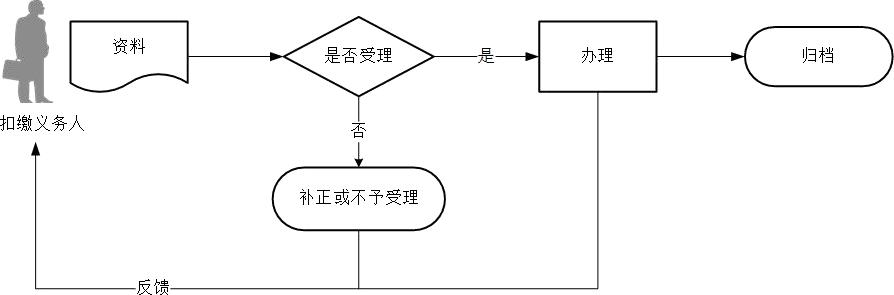 资料
是否受理
是
办理
归档
扣缴义务人
否
补正或不予受理
反馈